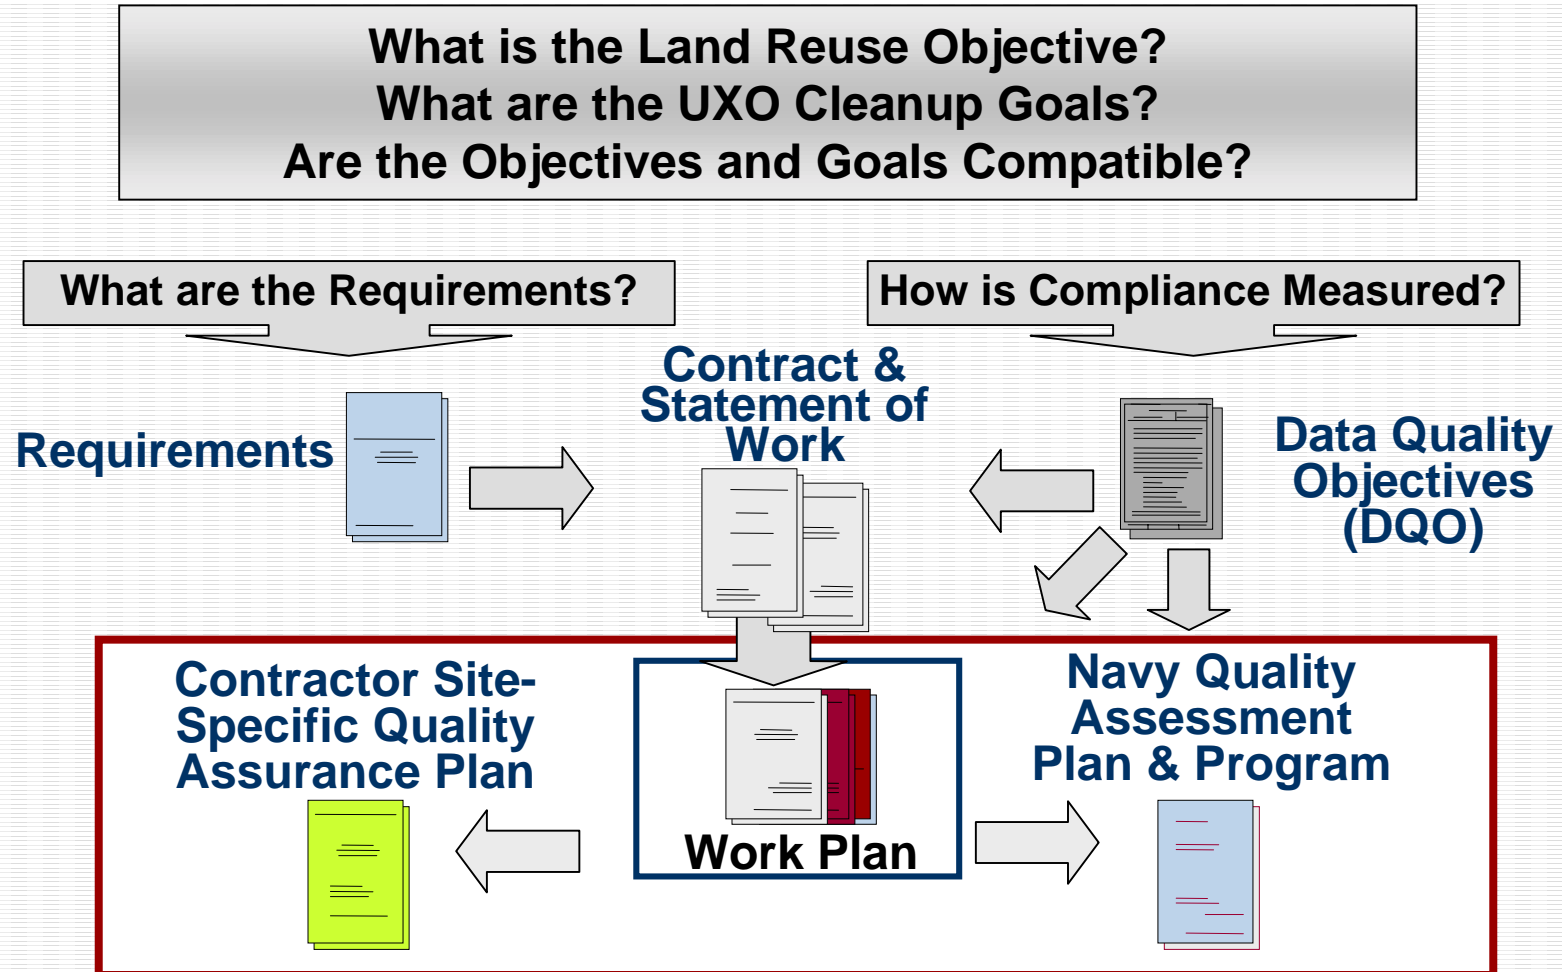 What is the Land Reuse Objective?
What are the UXO Cleanup Goals?
Are the Objectives and Goals Compatible?
What are the Requirements?
How is Compliance Measured?
Requirements
Contract &
Statement of
Work
Data Quality
Objectives
(DQO)
Contractor Site-
Specific Quality
Assurance Plan
Work Plan
Navy Quality
Assessment
Plan & Program